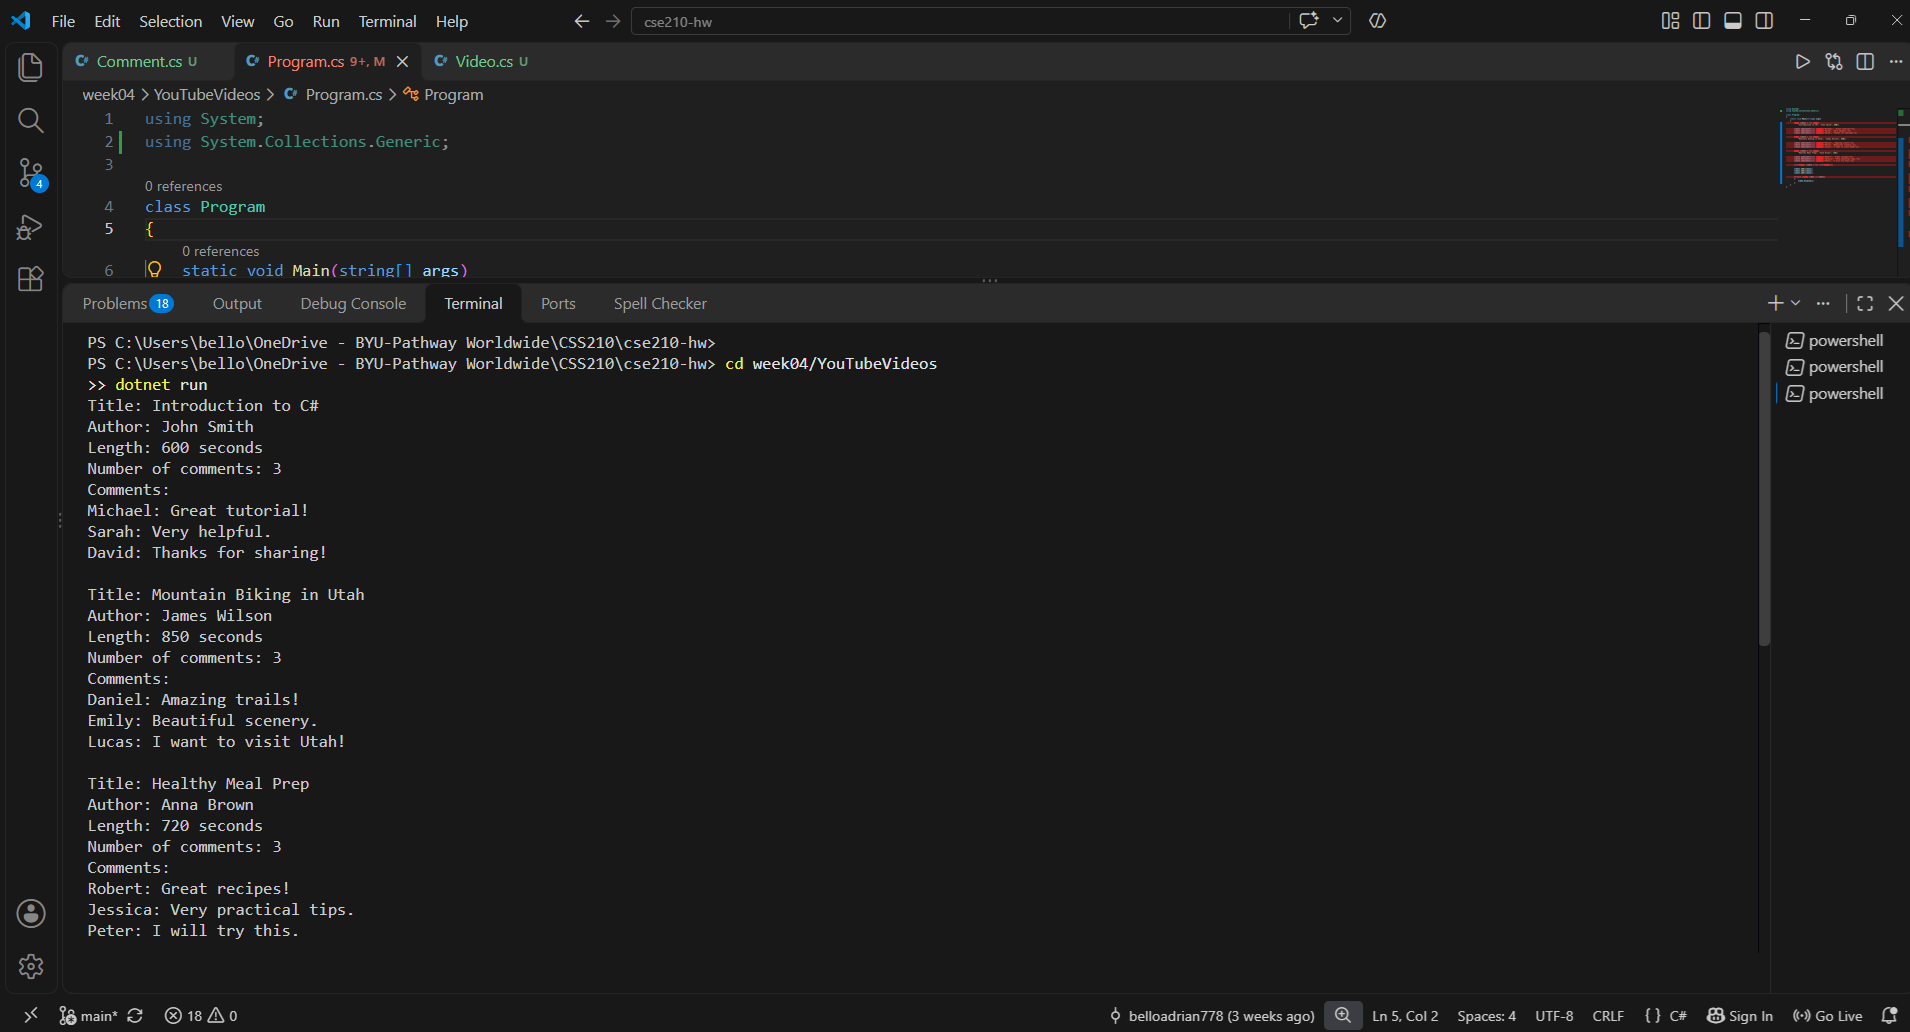 File Edit Selection View Go Run Terminal Help cse210-hw
Comment.cs U Program.cs 9+, M Video.cs U
week04 > YouTubeVideos > Program.cs > Program
1 using System;
2 using System.Collections.Generic;
3
0 references
4 class Program
5 {
0 references
6 static void Main(string[] args)
Problems 18 Output Debug Console Terminal Ports Spell Checker
PS C:\Users\bello\OneDrive - BYU-Pathway Worldwide\CSS210\cse210-hw>
PS C:\Users\bello\OneDrive - BYU-Pathway Worldwide\CSS210\cse210-hw> cd week04/YouTubeVideos
>> dotnet run
Title: Introduction to C#
Author: John Smith
Length: 600 seconds
Number of comments: 3
Comments:
Michael: Great tutorial!
Sarah: Very helpful.
David: Thanks for sharing!
Title: Mountain Biking in Utah
Author: James Wilson
Length: 850 seconds
Number of comments: 3
Comments:
Daniel: Amazing trails!
Emily: Beautiful scenery.
Lucas: I want to visit Utah!
Title: Healthy Meal Prep
Author: Anna Brown
Length: 720 seconds
Number of comments: 3
Comments:
Robert: Great recipes!
Jessica: Very practical tips.
Peter: I will try this.
powershell
powershell
powershell
4
main* 18 0 belloadrian778 (3 weeks ago) Ln 5, Col 2 Spaces: 4 UTF-8 CRLF {} C# Sign In Go Live